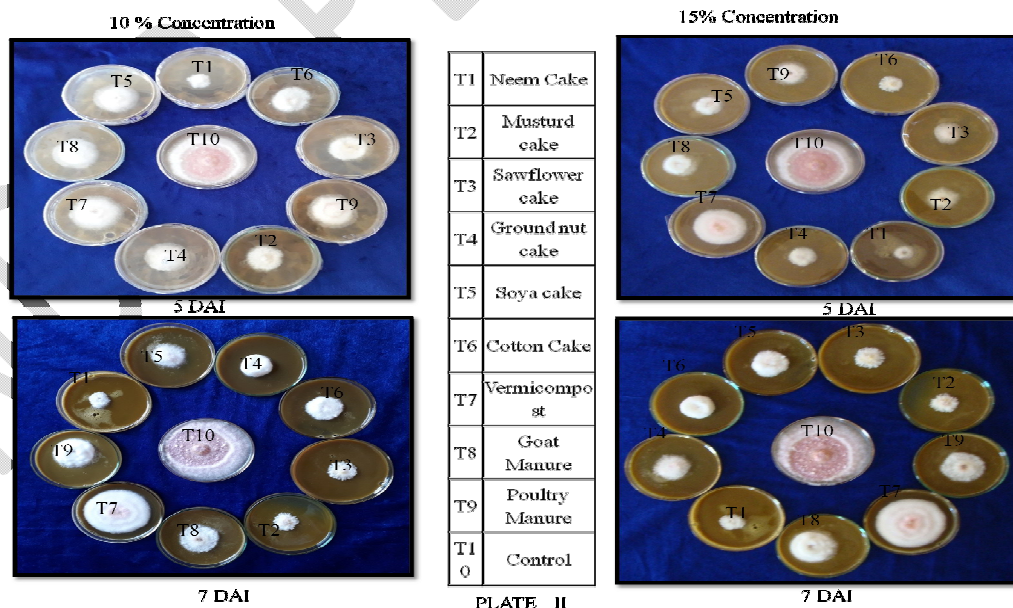 10 % Concentration
15% Concentration
T1
T5
T6
T10
T3
T8
T7
T9
T4
T2
5 DAI
T5
T4
T1
T6
T10
T9
T3
T7
T8
T2
7 DAI
T1 Neem Cake
T2 Musturd
cake
T3 Sawflower
cake
T4 Groundnut
cake
T5 Soya cake
T6 Cotton Cake
T7 Vermicompo
st
T8 Goat
Manure
T9 Poultry
Manure
T1
0 Control
PLATE II
T9
T6
T5
T3
T10
T8
T7
T2
T4
T1
5 DAI
T5
T3
T6
T2
T10
T9
T7
T1
T8
7 DAI